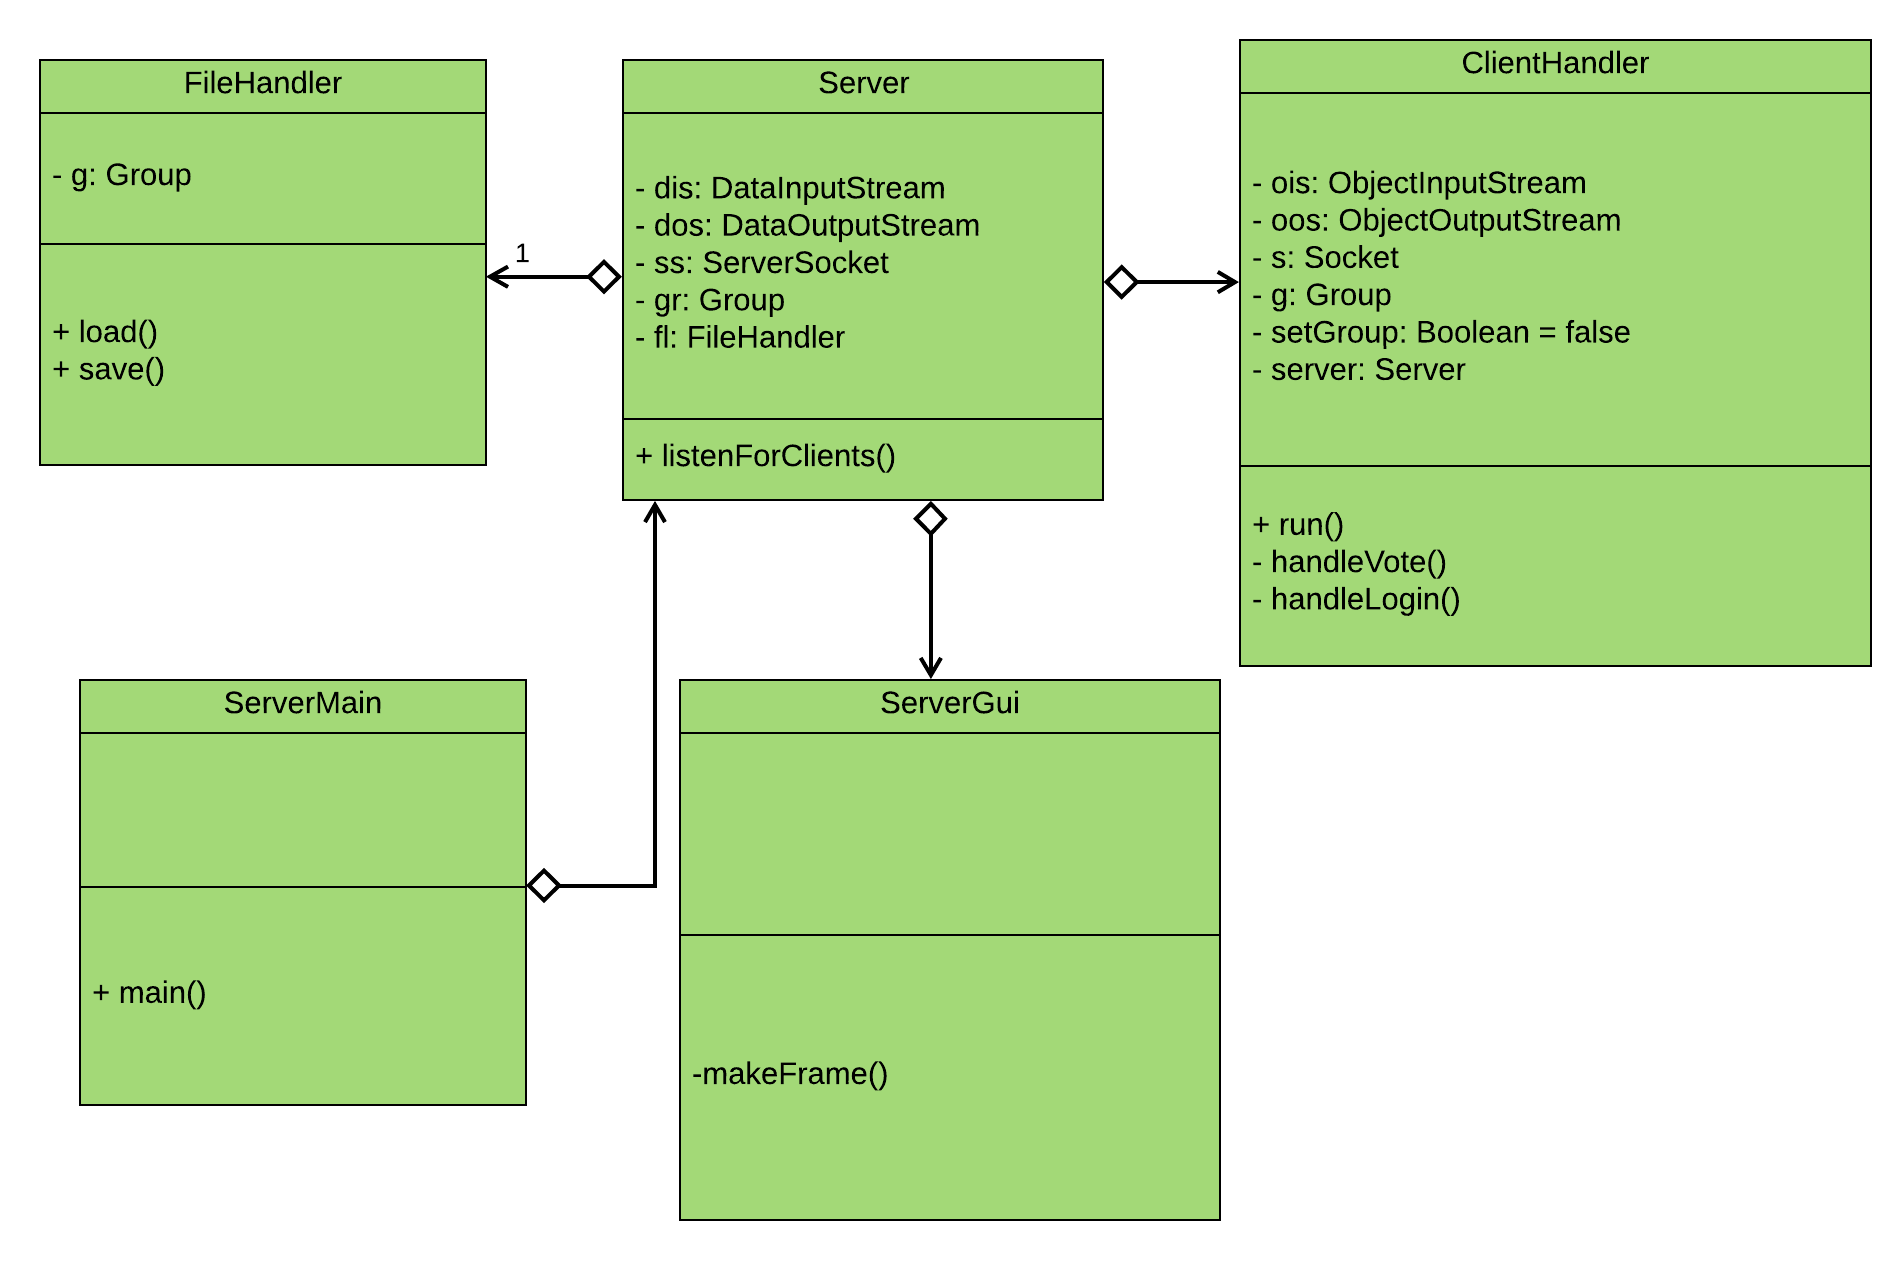 FileHandler
- g: Group
+ load()
+ save()
1
Server
- dis: DataInputStream
- dos: DataOutputStream
- ss: ServerSocket
- gr: Group
- fl: FileHandler
+ listenForClients()
ClientHandler
- ois: ObjectInputStream
- oos: ObjectOutputStream
- s: Socket
- g: Group
- setGroup: Boolean = false
- server: Server
+ run()
- handleVote()
- handleLogin()
ServerMain
+ main()
ServerGui
-makeFrame()